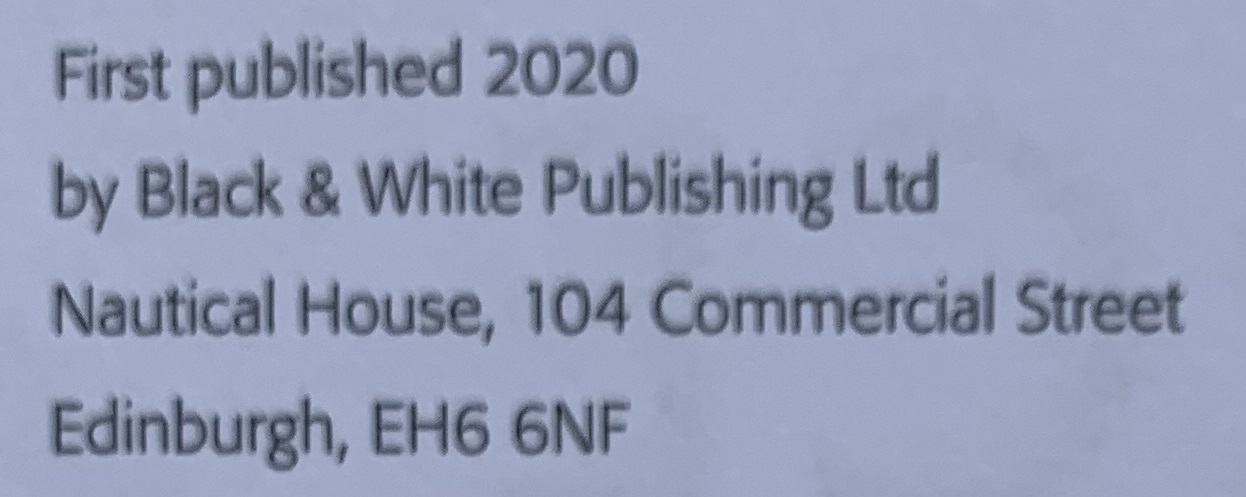 First published 2020
by Black & White Publishing Ltd
Nautical House, 104 Commercial Street
Edinburgh, EH6 6NF